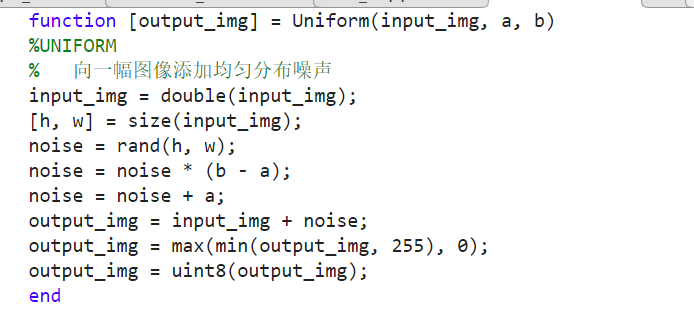 function [output_img] = Uniform(input_img, a, b)
%UNIFORM
%   向一幅图像添加均匀分布噪声
input_img = double(input_img);
[h, w] = size(input_img);
noise = rand(h, w);
noise = noise * (b - a);
noise = noise + a;
output_img = input_img + noise;
output_img = max(min(output_img, 255), 0);
output_img = uint8(output_img);
end